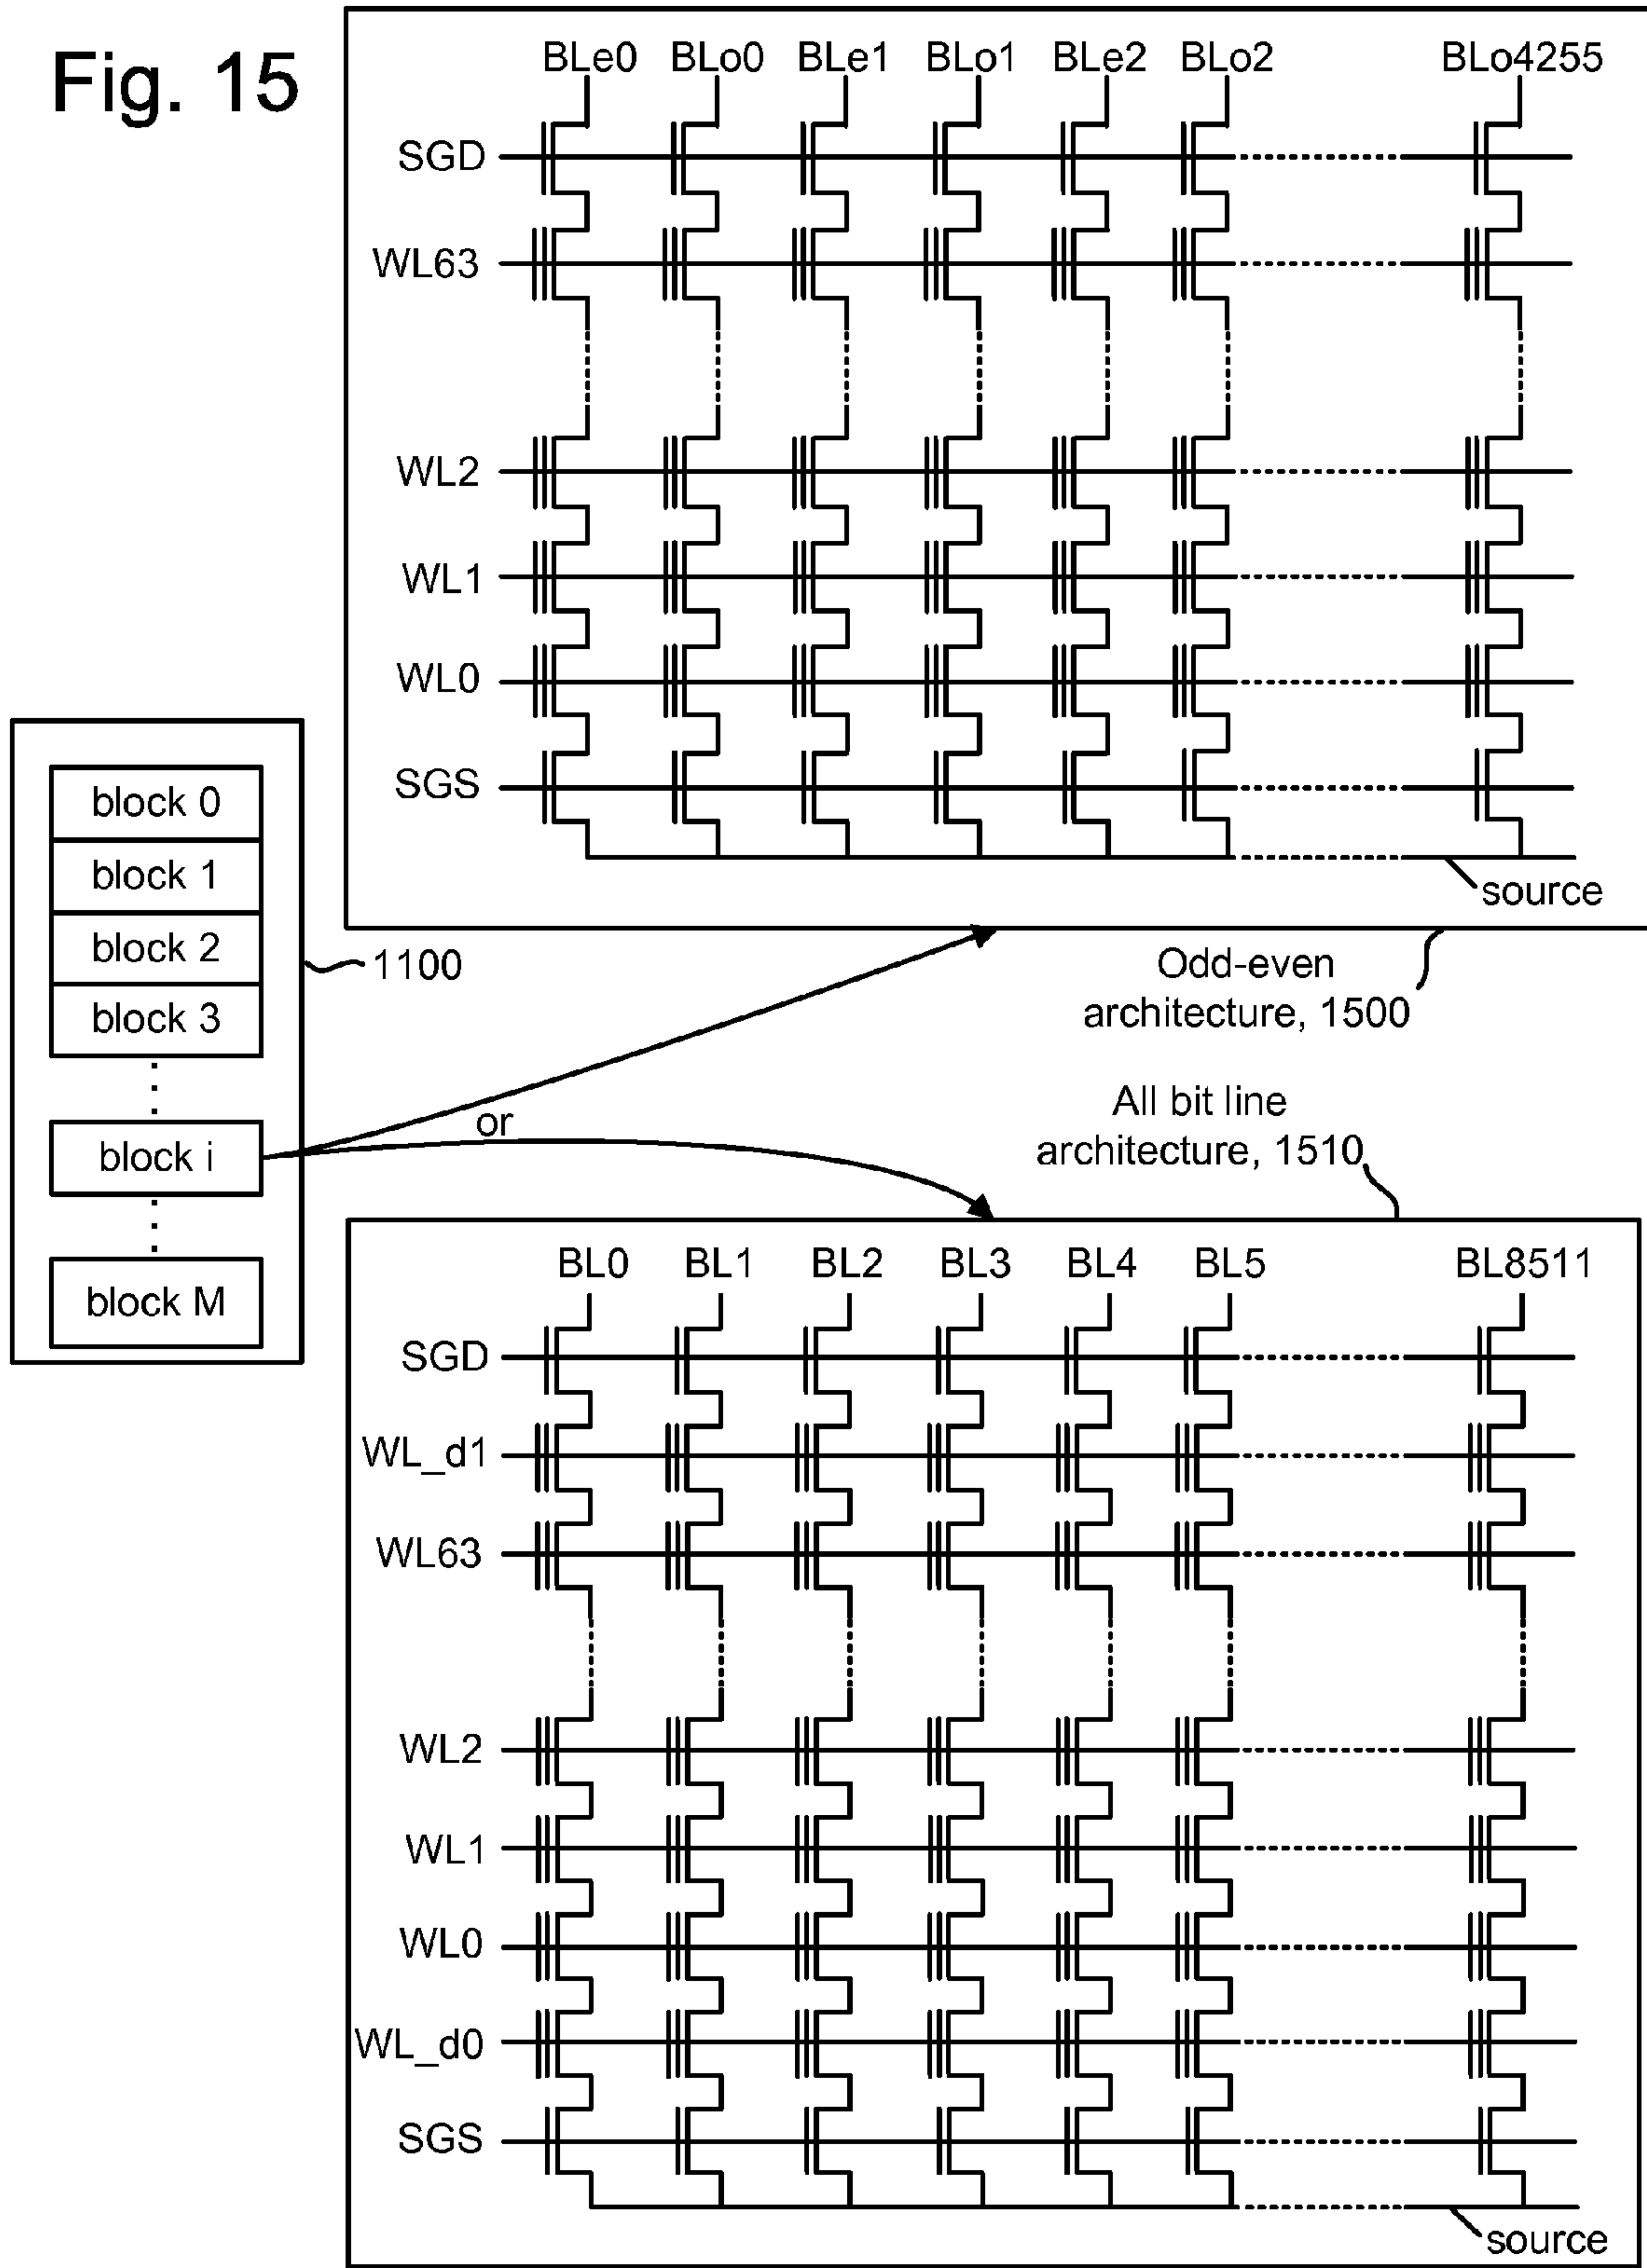 Fig. 15
BLe0 BLo0 BLe1 BLo1 BLe2 BLo2 BLo4255
SGD
WL63
WL2
WL1
WL0
SGS
source
block 0
block 1
block 2
block 3
block i
block M
1100
or
Odd-even
architecture, 1500
All bit line
architecture, 1510
BL0 BL1 BL2 BL3 BL4 BL5 BL8511
SGD
WL_d1
WL63
WL2
WL1
WL0
WL_d0
SGS
source